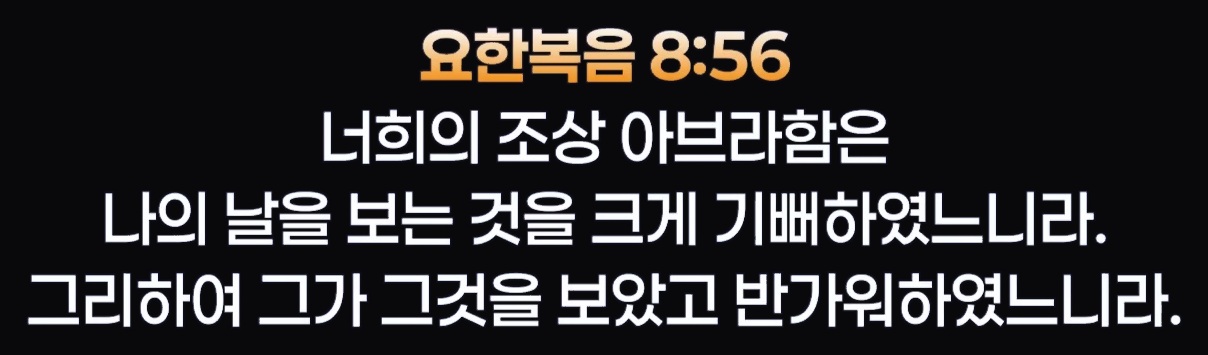 요한복음 8:56
너희의 조상 아브라함은
나의 날을 보는 것을 크게 기뻐하였느니라.
그리하여 그가 그것을 보았고 반가워하였느니라.